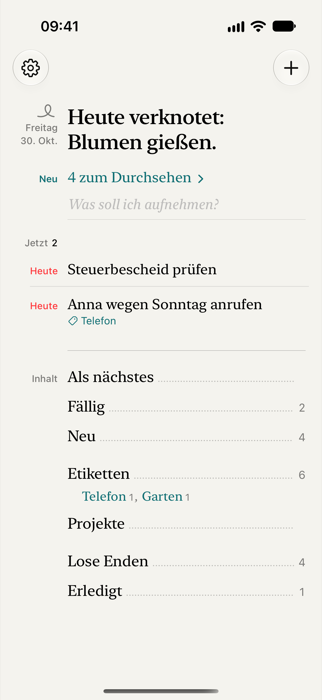 09:41
Heute verknotet:
Blumen gießen.
Freitag
30. Okt.
Neu 4 zum Durchsehen
Was soll ich aufnehmen?
Jetzt 2
Heute Steuerbescheid prüfen
Heute Anna wegen Sonntag anrufen
Telefon
Inhalt Als nächstes
Fällig 2
Neu 4
Etiketten 6
Telefon 1, Garten 1
Projekte
Lose Enden 4
Erledigt 1